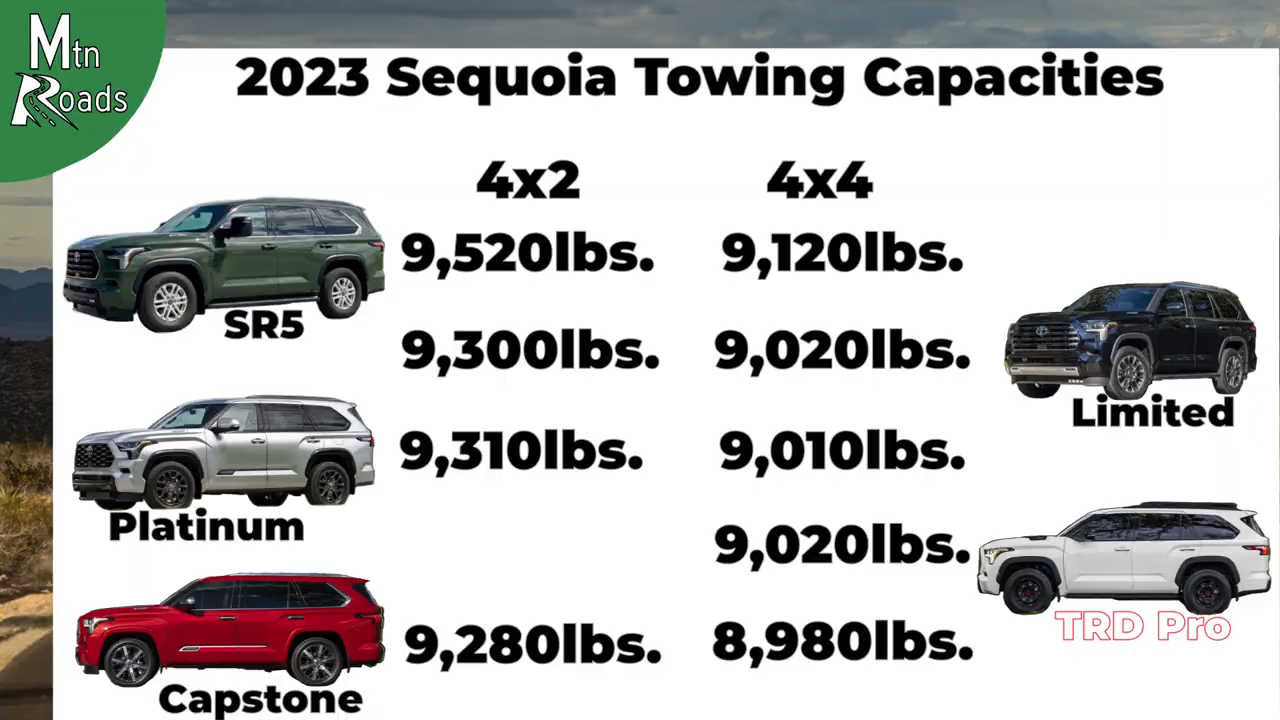 Mtn
Roads
2023 Sequoia Towing Capacities
4x2 4x4
9,520lbs. 9,120lbs.
SR5
9,300lbs. 9,020lbs.
Limited
9,310lbs. 9,010lbs.
Platinum
9,020lbs.
TRD Pro
9,280lbs. 8,980lbs.
Capstone